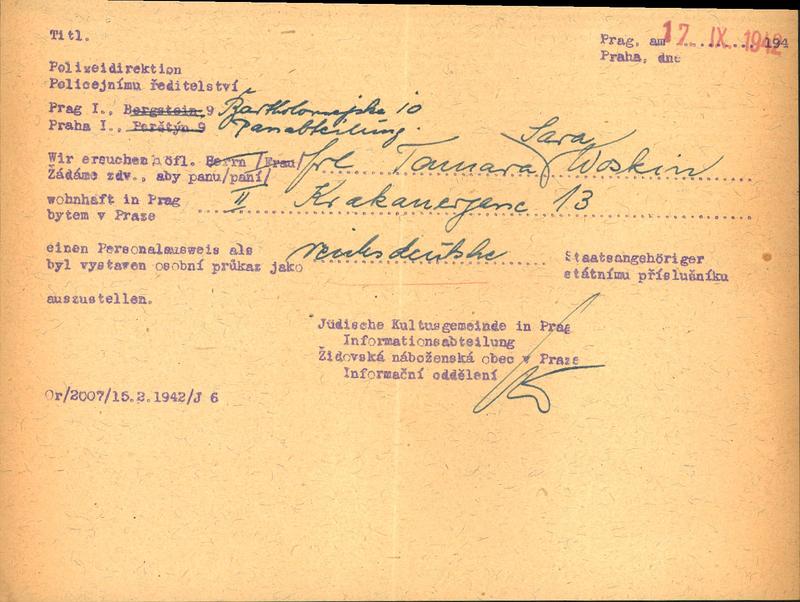 Titl.
Prag, am 17. IX. 1942 194
Praha, dne
Polizeidirektion
Policejnímu ředitelství
Prag I., Bergstein 9 Bartholomejska 10
Praha I., Perštýn 9
Wir ersuchen höfl. Herrn /Frau/ frl Tamara Sara Woskin
Žádáme zdv., aby panu/paní/
wohnhaft in Prag II Krakauergasse 13
bytem v Praze
einen Personalausweis als reichsdeutsche Staatsangehöriger
byl vystaven osobní průkaz jako státnímu příslušníku
auszustellen.
Jüdische Kultusgemeinde in Prag
Informationsabteilung
Židovská náboženská obec v Praze
Informační oddělení
Or/2007/15.2.1942/J 6